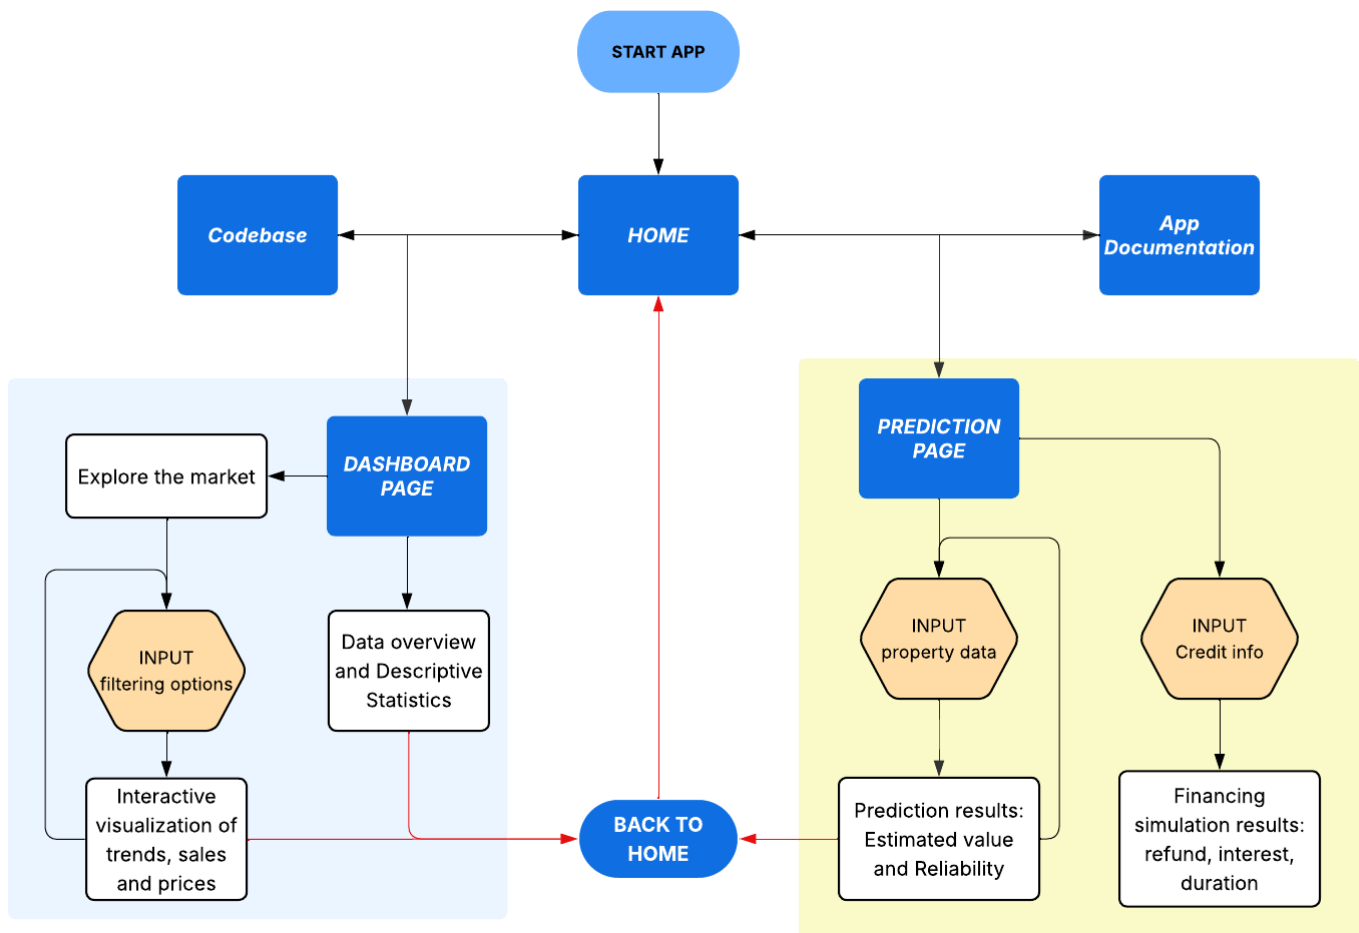 START APP
Codebase
HOME
App
Documentation
Explore the market
DASHBOARD
PAGE
INPUT
filtering options
Data overview
and Descriptive
Statistics
Interactive
visualization of
trends, sales
and prices
BACK TO
HOME
PREDICTION
PAGE
INPUT
property data
INPUT
Credit info
Prediction results:
Estimated value
and Reliability
Financing
simulation results:
refund, interest,
duration